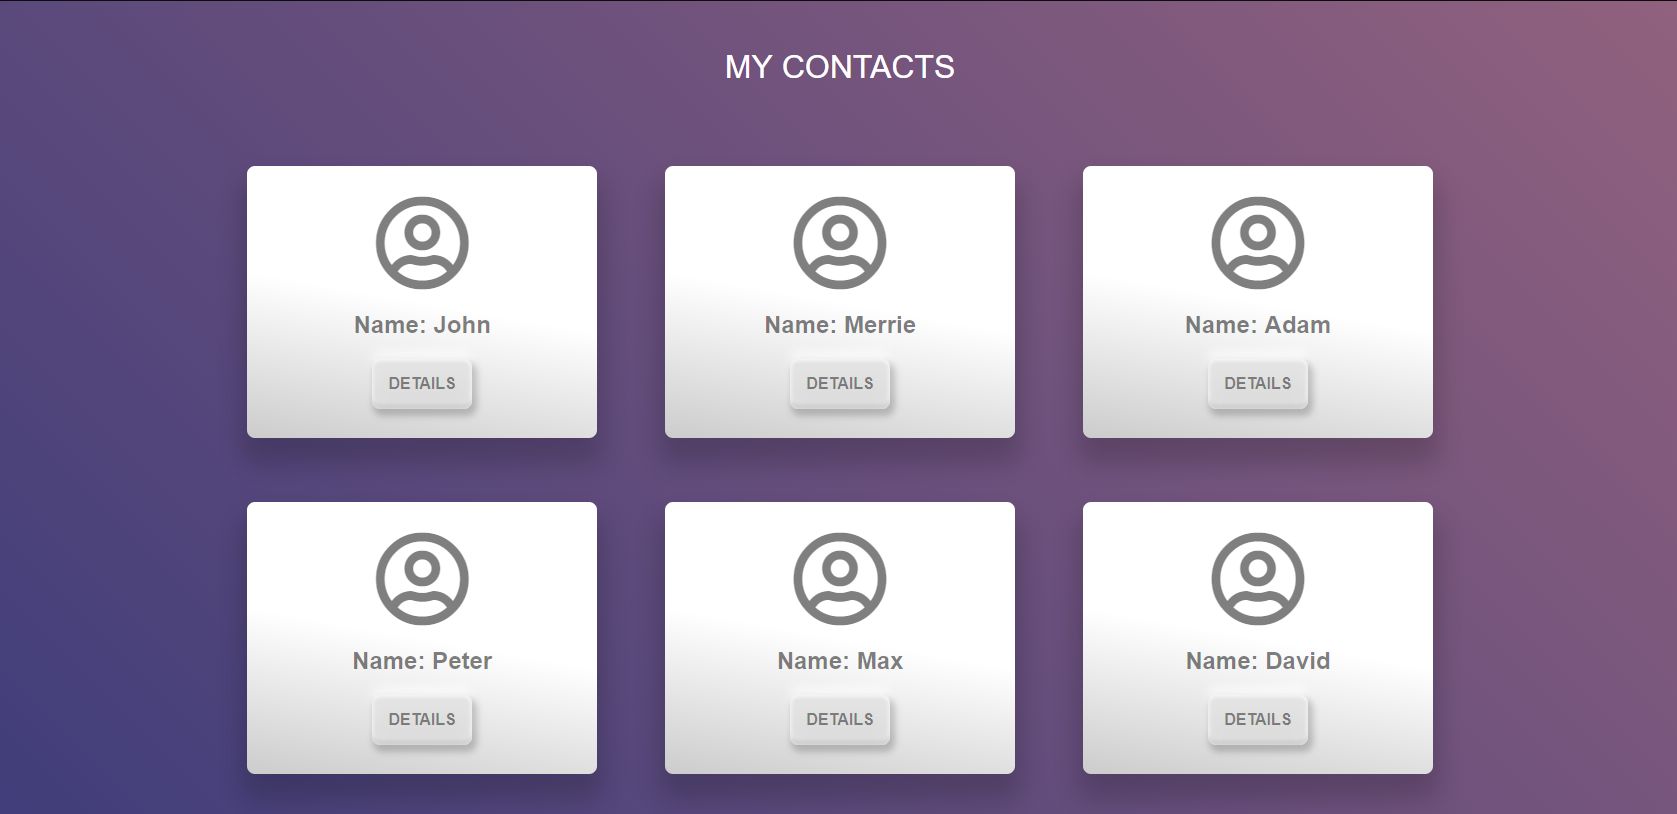 MY CONTACTS
Name: John
DETAILS
Name: Merrie
DETAILS
Name: Adam
DETAILS
Name: Peter
DETAILS
Name: Max
DETAILS
Name: David
DETAILS